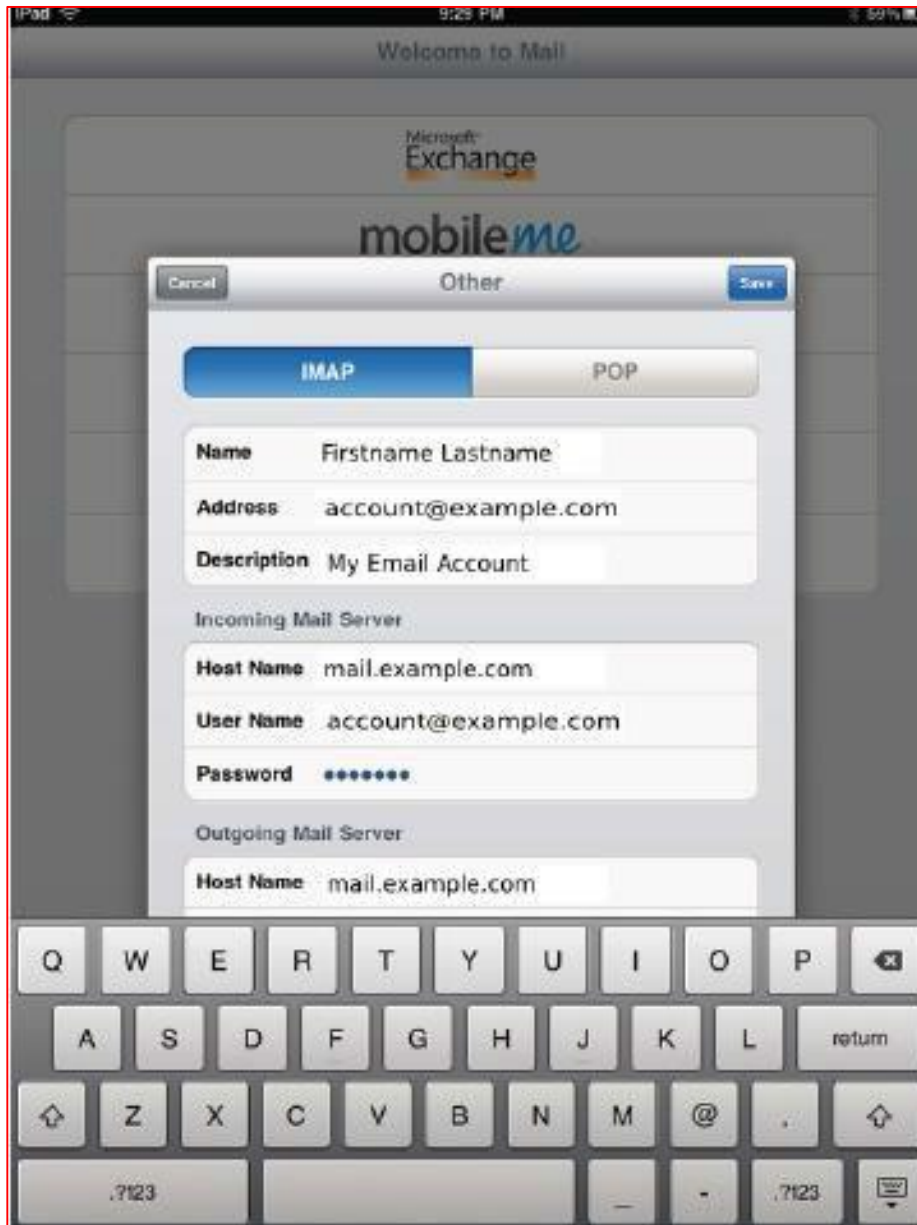 iPad 9:29 PM 59%
Welcome to Mail
Microsoft
Exchange
mobileme
Cancel Other Save
IMAP POP
Name Firstname Lastname
Address account@example.com
Description My Email Account
Incoming Mail Server
Host Name mail.example.com
User Name account@example.com
Password •••••••
Outgoing Mail Server
Host Name mail.example.com
Q W E R T Y U I O P
A S D F G H J K L return
Z X C V B N M @ .
.?123 _ - .?123